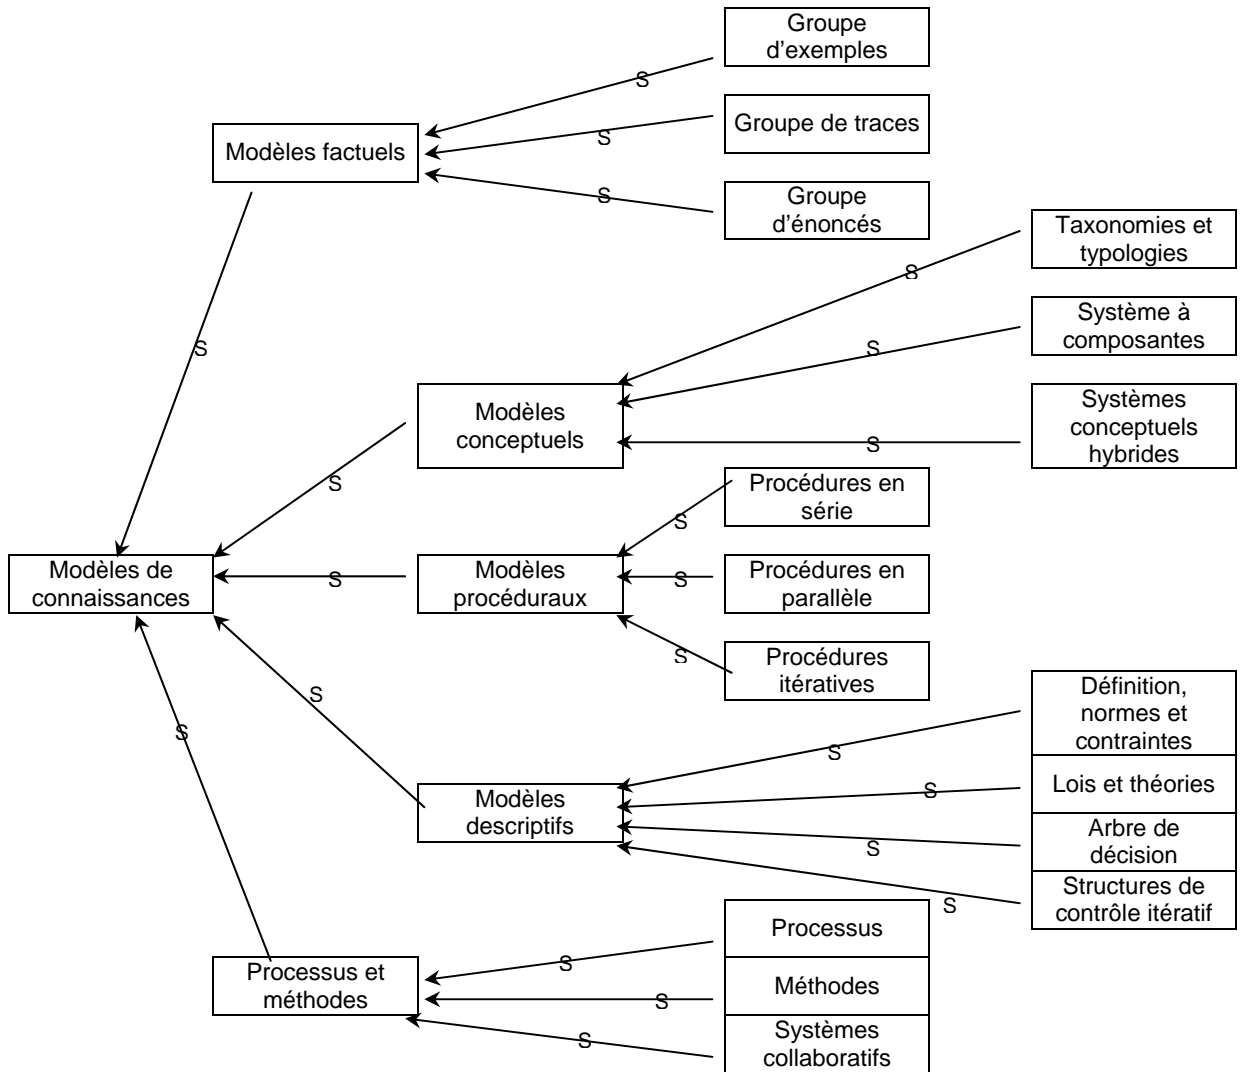 Groupe
d'exemples
S
Groupe de traces
Modèles factuels
S
S
Groupe
d'énoncés
Taxonomies et
typologies
S
Système à
composantes
S
S
Modèles
conceptuels
Systèmes
conceptuels
hybrides
S
S
Procédures en
série
S
Modèles de
connaissances
S
Modèles
procéduraux
S
Procédures en
parallèle
S
Procédures
itératives
S
Définition,
normes et
contraintes
S
S
Modèles
descriptifs
S
Lois et théories
S
Arbre de
décision
S
Structures de
contrôle itératif
Processus
S
Processus et
méthodes
S
Méthodes
S
Systèmes
collaboratifs